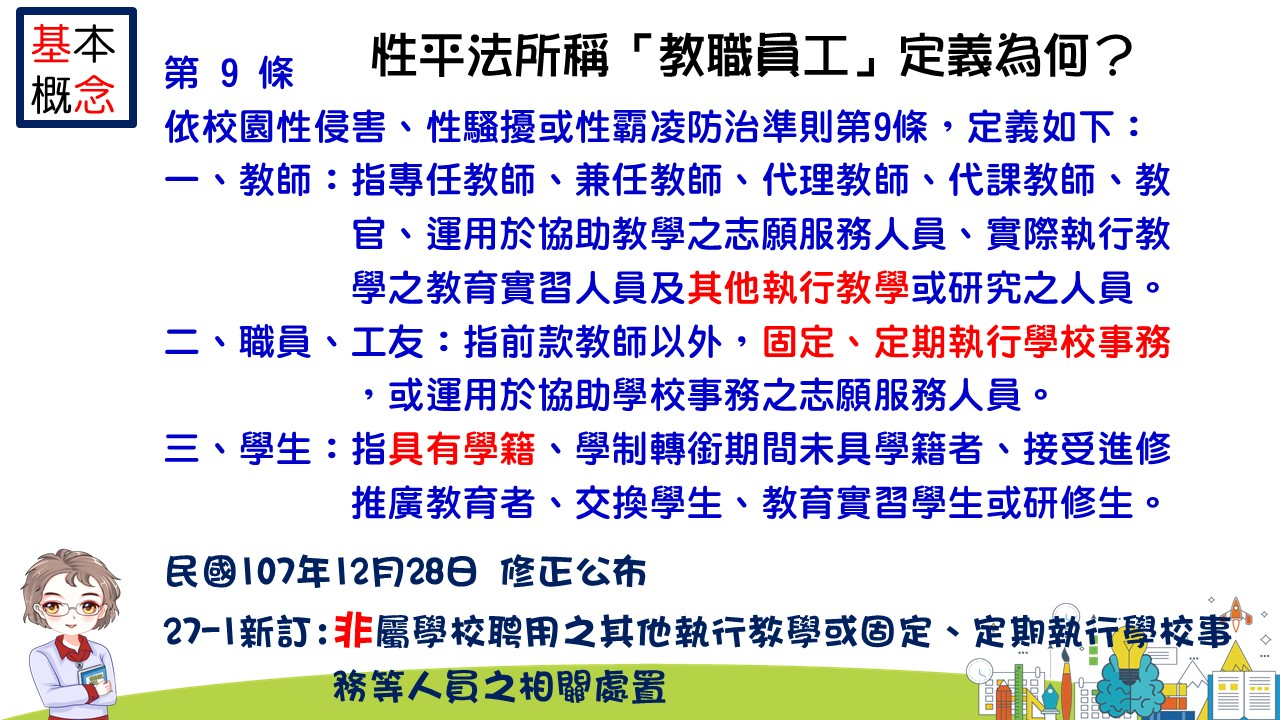 基本
概念
性平法所稱「教職員工」定義為何？
第 9 條
依校園性侵害、性騷擾或性霸凌防治準則第9條，定義如下：
一、教師：指專任教師、兼任教師、代理教師、代課教師、教
官、運用於協助教學之志願服務人員、實際執行教
學之教育實習人員及其他執行教學或研究之人員。
二、職員、工友：指前款教師以外，固定、定期執行學校事務
，或運用於協助學校事務之志願服務人員。
三、學生：指具有學籍、學制轉銜期間未具學籍者、接受進修
推廣教育者、交換學生、教育實習學生或研修生。
民國107年12月28日 修正公布
27-1新訂:非屬學校聘用之其他執行教學或固定、定期執行學校事
務等人員之相關處置